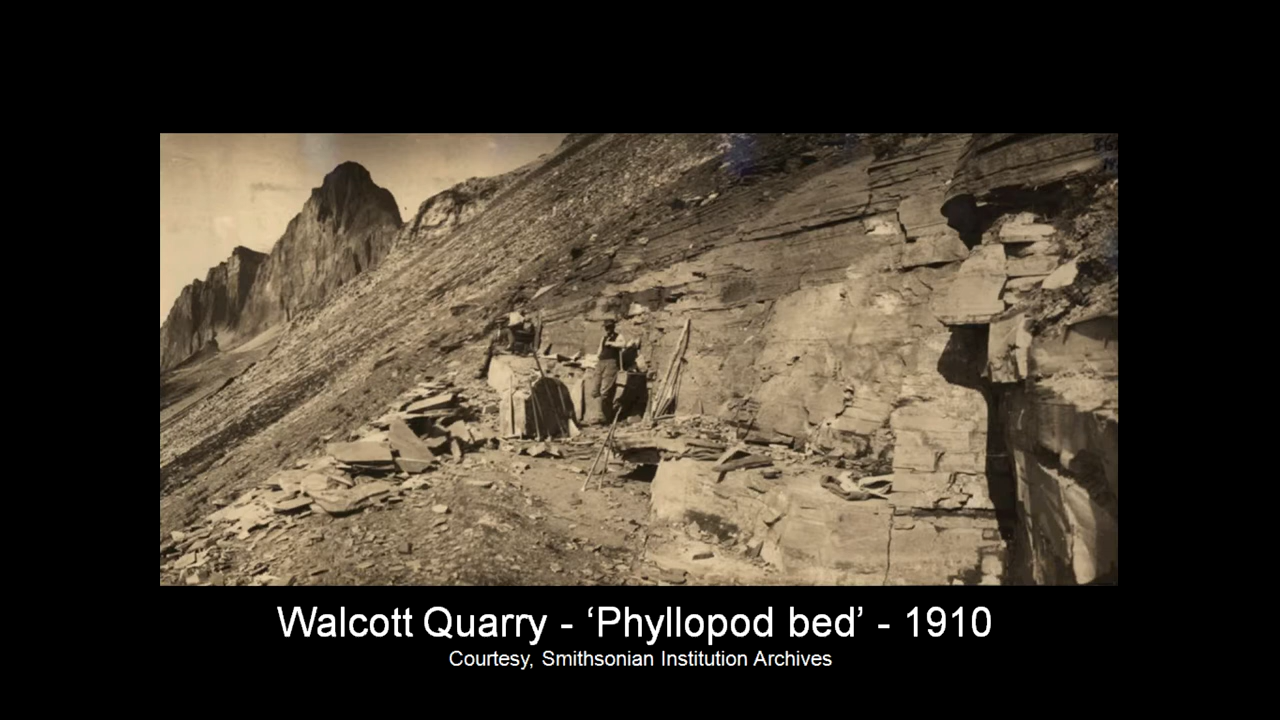 Walcott Quarry - ‘Phyllopod bed’ - 1910
Courtesy, Smithsonian Institution Archives